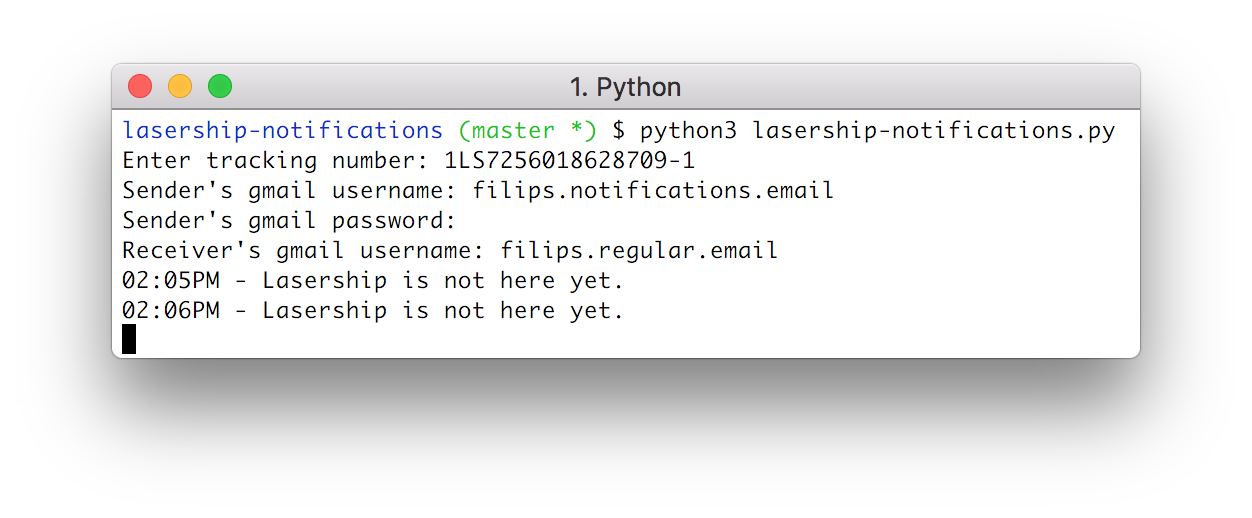 1. Python
lasership-notifications (master *) $ python3 lasership-notifications.py
Enter tracking number: 1LS7256018628709-1
Sender's gmail username: filips.notifications.email
Sender's gmail password:
Receiver's gmail username: filips.regular.email
02:05PM - Lasership is not here yet.
02:06PM - Lasership is not here yet.